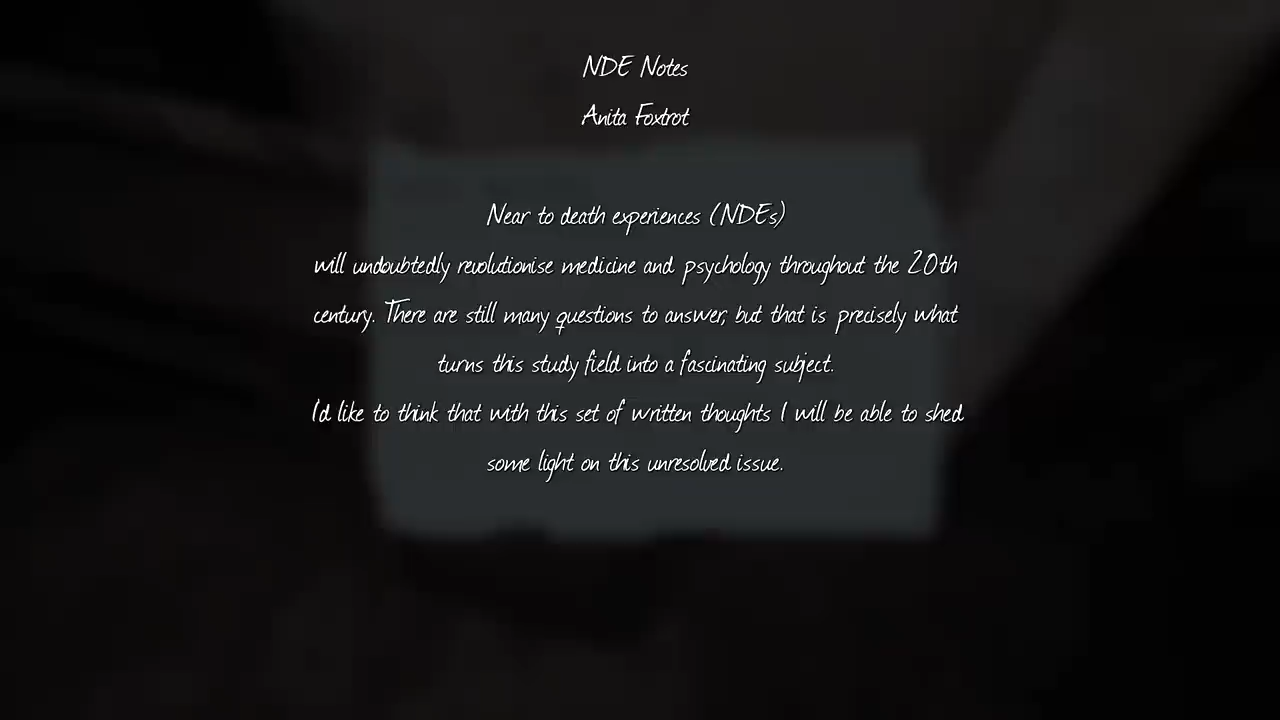 NDE Notes
Anita Foxtrot
Near to death experiences (NDEs)
will undoubtedly revolutionise medicine and psychology throughout the 20th
century. There are still many questions to answer, but that is precisely what
turns this study field into a fascinating subject.
I'd like to think that with this set of written thoughts I will be able to shed
some light on this unresolved issue.